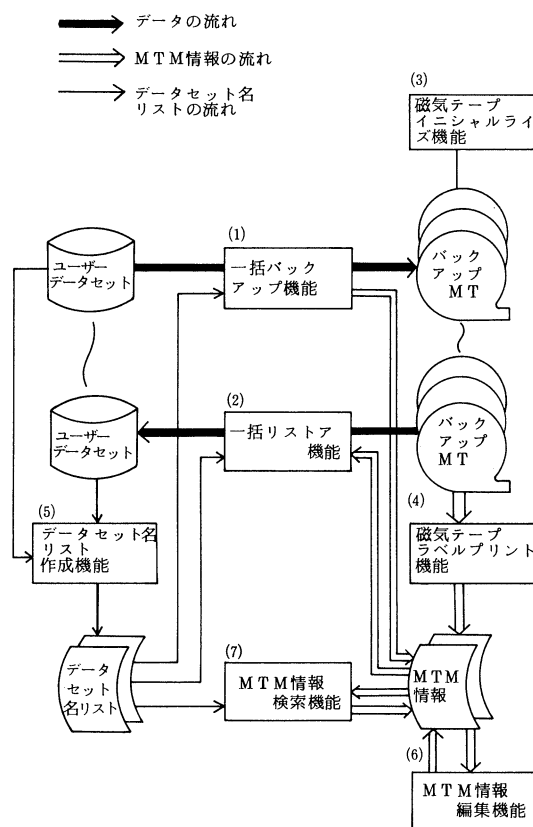 データの流れ
MTM情報の流れ
データセット名
リストの流れ
(3)
磁気テープ
イニシャルライ
ズ機能
(1)
ユーザー
データセット
一括バック
アップ機能
バック
アップ
MT
(2)
ユーザー
データセット
一括リストア
機能
バック
アップ
MT
(5)
データセット名
リスト
作成機能
(4)
磁気テープ
ラベルプリント
機能
データ
セット
名リスト
(7)
MTM情報
検索機能
MTM
情報
(6)
MTM情報
編集機能